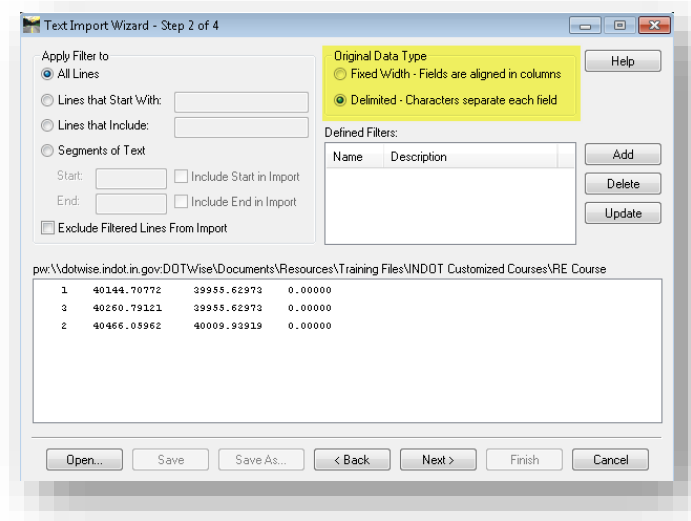 Text Import Wizard - Step 2 of 4
Apply Filter to
All Lines
Lines that Start With:
Lines that Include:
Segments of Text
Start:
Include Start in Import
End:
Include End in Import
Exclude Filtered Lines From Import
Original Data Type
Fixed Width - Fields are aligned in columns
Delimited - Characters separate each field
Help
Defined Filters:
Name Description
Add
Delete
Update
pw:\\dotwise.indot.in.gov:DOTWise\Documents\Resources\Training Files\INDOT Customized Courses\RE Course
1 40144.70772 39955.62973 0.00000
3 40260.79121 39955.62973 0.00000
2 40466.05962 40009.93919 0.00000
Open... Save Save As... < Back Next > Finish Cancel